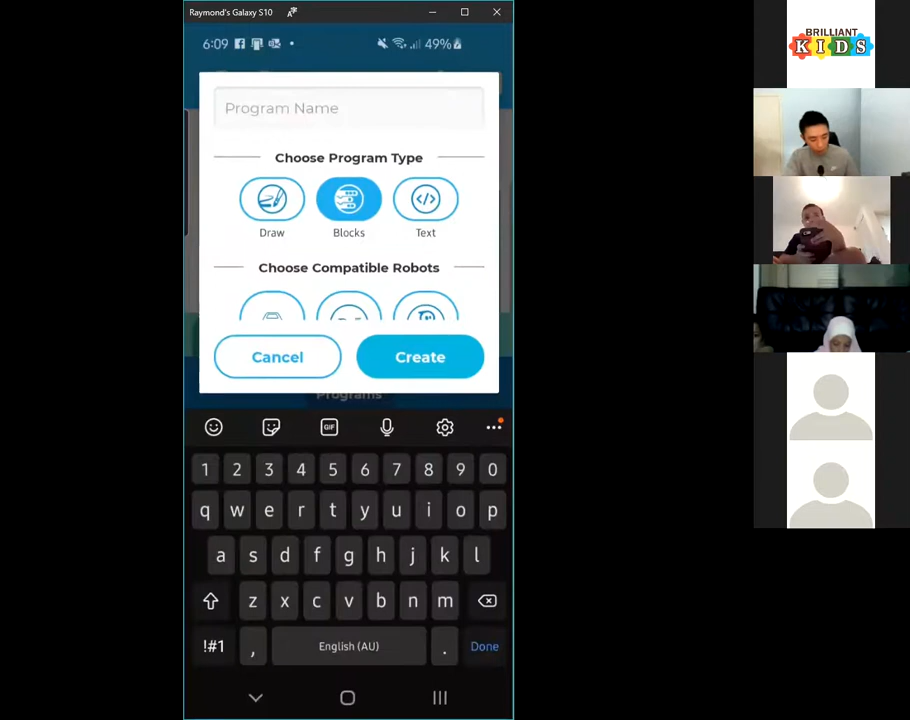 Raymond's Galaxy S10
6:09
49%
Program Name
Choose Program Type
Draw
Blocks
Text
Choose Compatible Robots
Cancel
Create
Programs
GIF
1 2 3 4 5 6 7 8 9 0
q w e r t y u i o p
a s d f g h j k l
z x c v b n m
!#1 , English (AU) . Done
BRILLIANT
KIDS